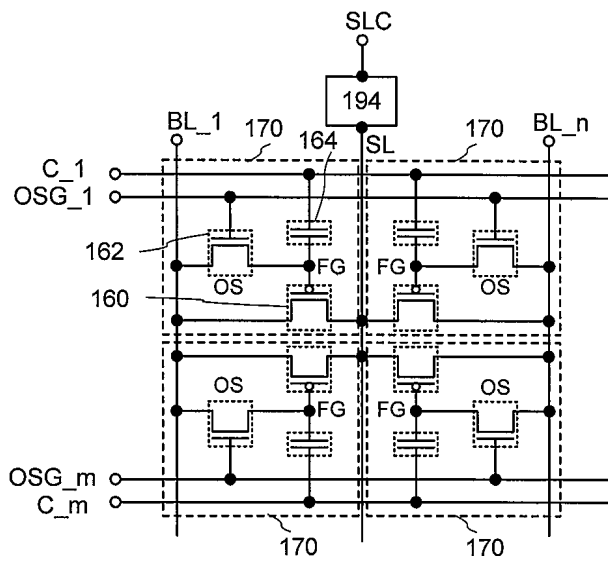 SLC
194
BL_1
170
164
SL
170
BL_n
C_1
OSG_1
162
FG
FG
OS
OS
160
OS
OS
FG
FG
OSG_m
C_m
170
170